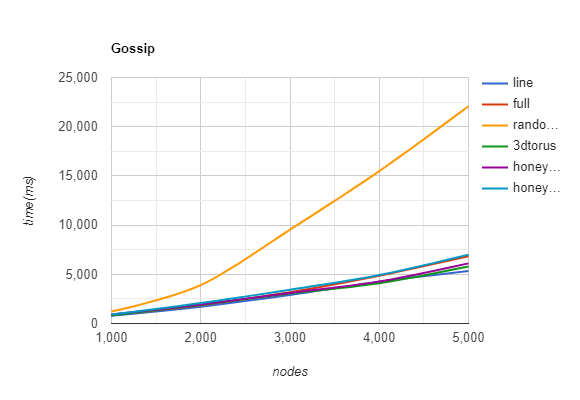 Gossip
25,000
20,000
15,000
10,000
5,000
0
time(ms)
1,000 2,000 3,000 4,000 5,000
nodes
line
full
rando...
3dtorus
honey...
honey...